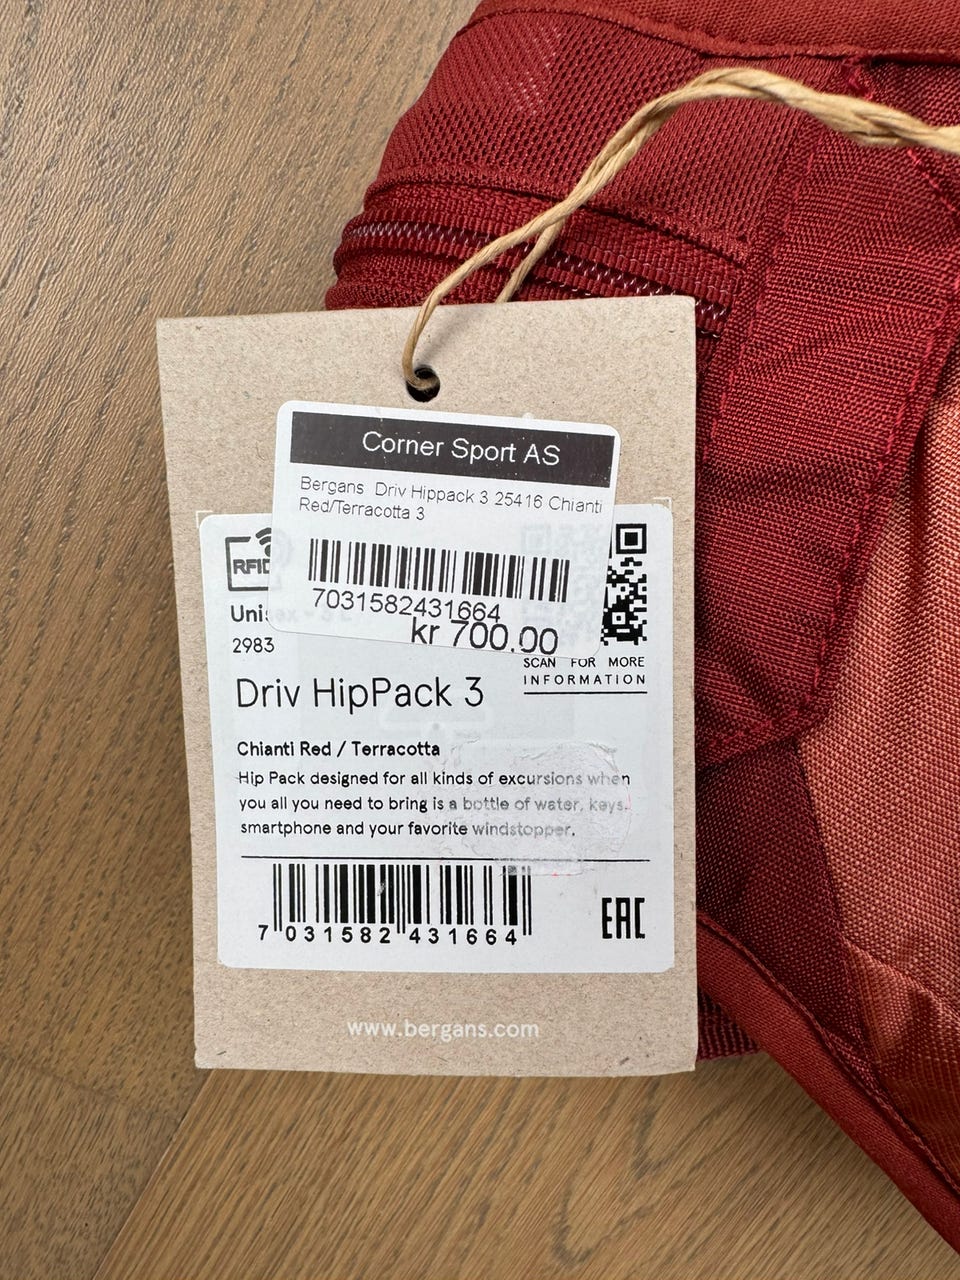 Corner Sport AS
Bergans Driv Hippack 3 25416 Chianti
Red/Terracotta 3
7031582431664
kr 700.00
RFID
2983
SCAN FOR MORE
INFORMATION
Driv HipPack 3
Chianti Red / Terracotta
Hip Pack designed for all kinds of excursions when
you all you need to bring is a bottle of water, keys,
smartphone and your favorite windstopper.
7 031582 431664
EAC
www.bergans.com